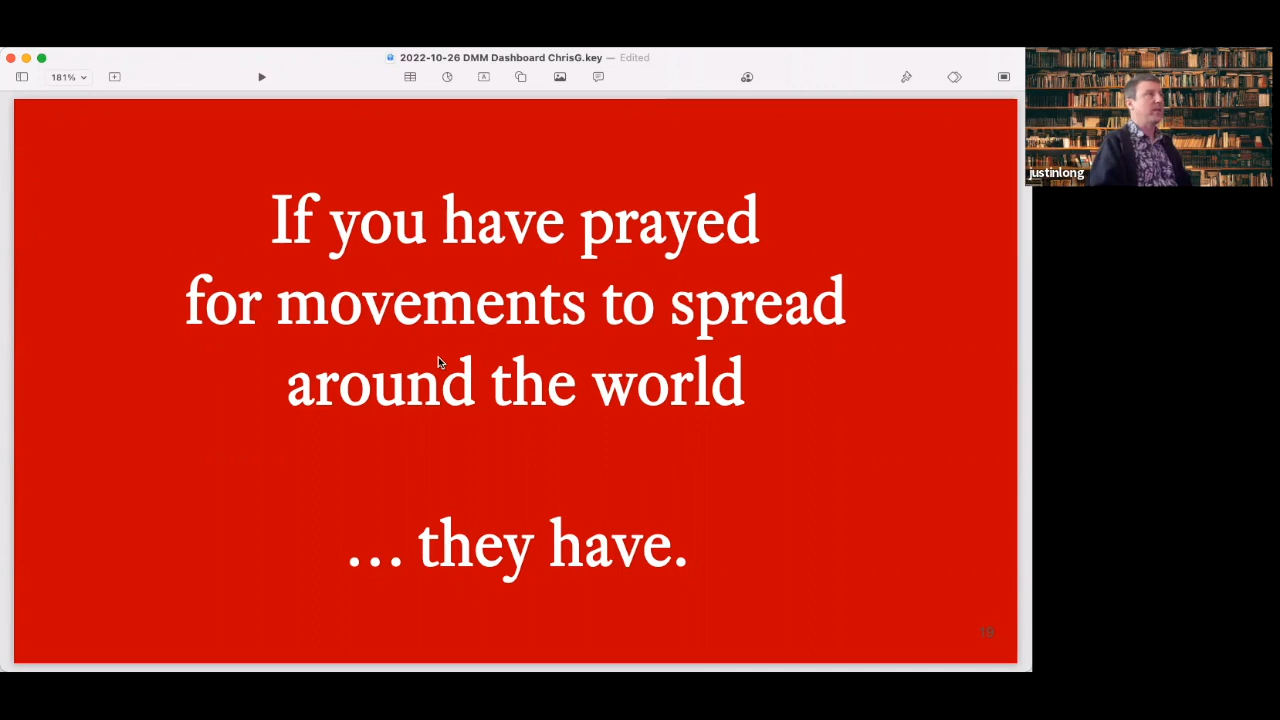 2022-10-26 DMM Dashboard ChrisG.key — Edited
181%
justinlong
If you have prayed
for movements to spread
around the world
... they have.
19